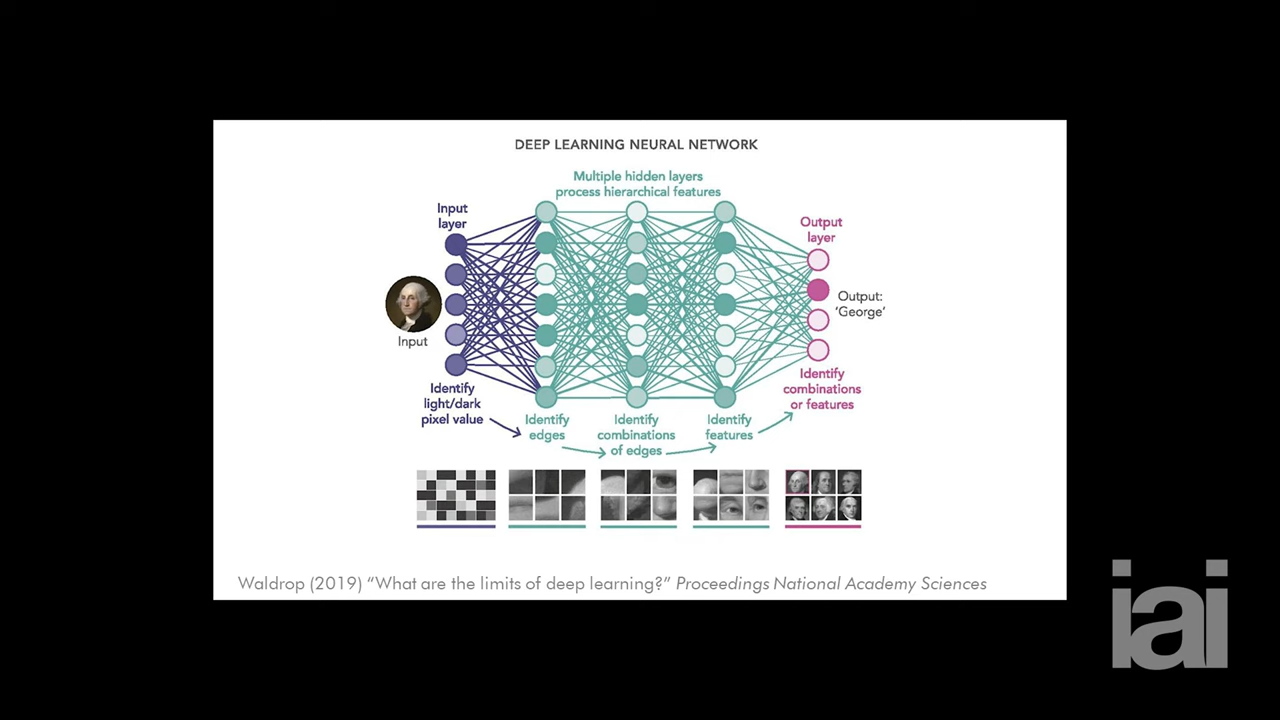 DEEP LEARNING NEURAL NETWORK
Multiple hidden layers
process hierarchical features
Input
layer
Output
layer
Output:
‘George’
Input
Identify
light/dark
pixel value
Identify
edges
Identify
combinations
of edges
Identify
features
Identify
combinations
or features
Waldrop (2019) “What are the limits of deep learning?” Proceedings National Academy Sciences
iai